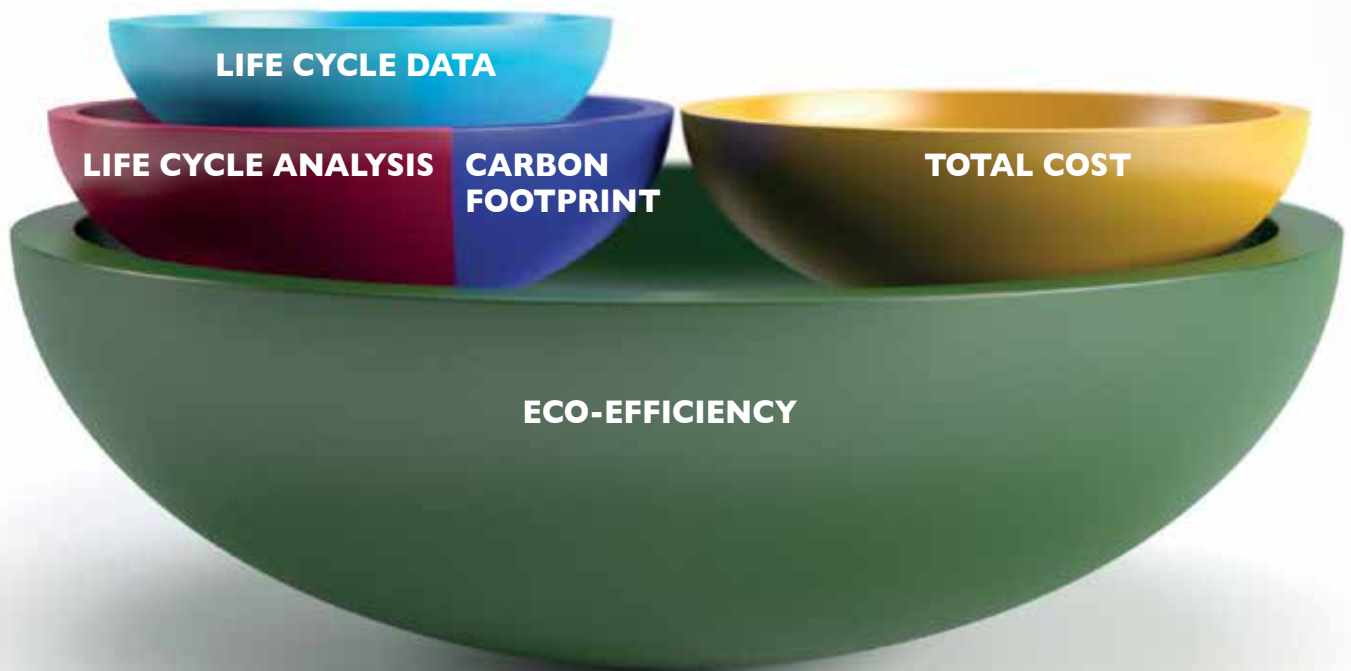 LIFE CYCLE DATA
LIFE CYCLE ANALYSIS
CARBON
FOOTPRINT
TOTAL COST
ECO-EFFICIENCY